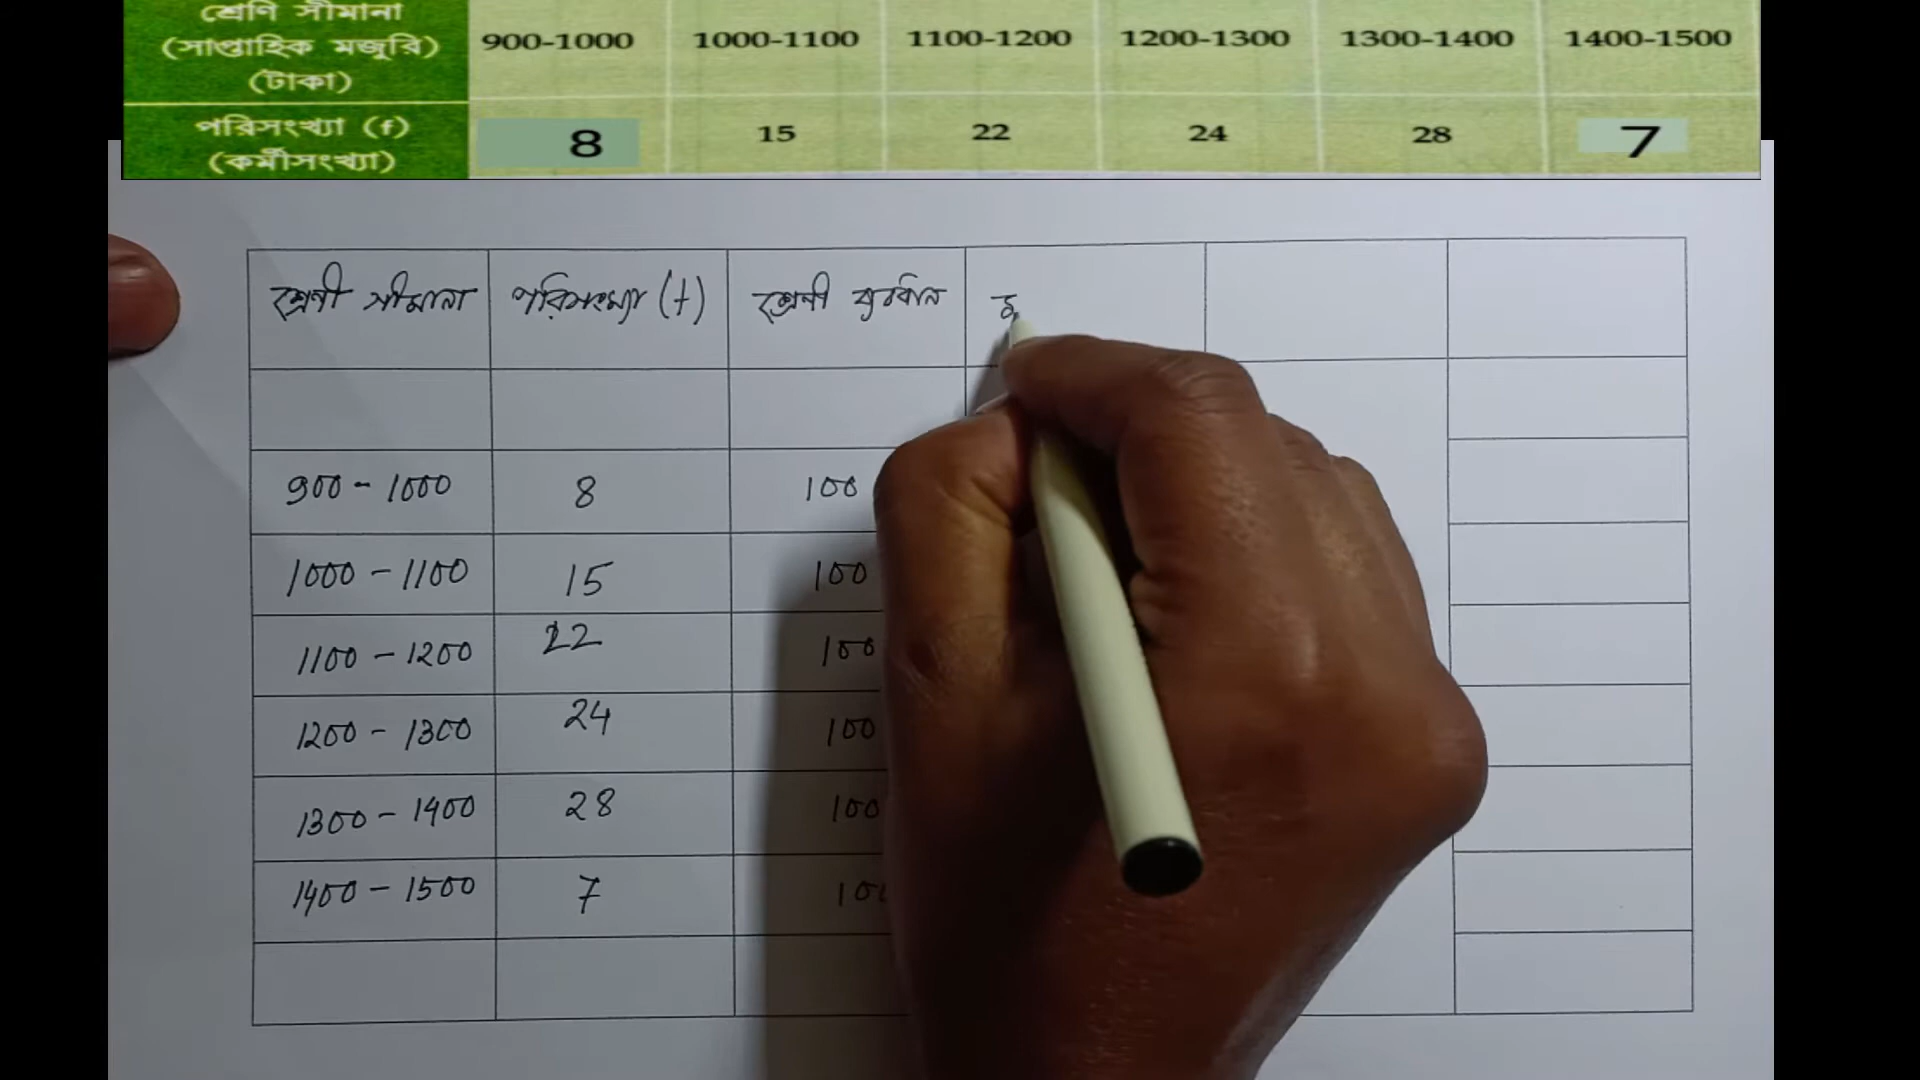 শ্রেণি সীমানা
(সাপ্তাহিক মজুরি)
(টাকা)
900-1000 1000-1100 1100-1200 1200-1300 1300-1400 1400-1500
পরিসংখ্যা (f)
(কর্মীসংখ্যা)
8 15 22 24 28 7
শ্রেণী সীমানা পরিসংখ্যা (f) শ্রেণী ব্যবধান
900 - 1000 8 100
1000 - 1100 15 100
1100 - 1200 22 100
1200 - 1300 24 100
1300 - 1400 28 100
1400 - 1500 7